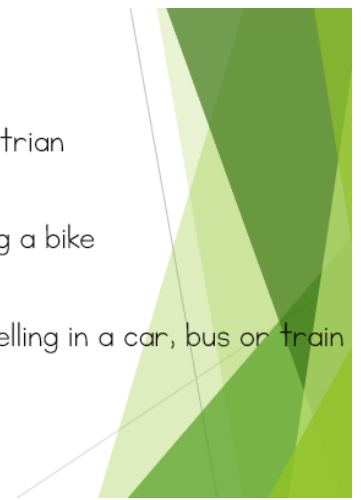 trian
g a bike
elling in a car, bus or train